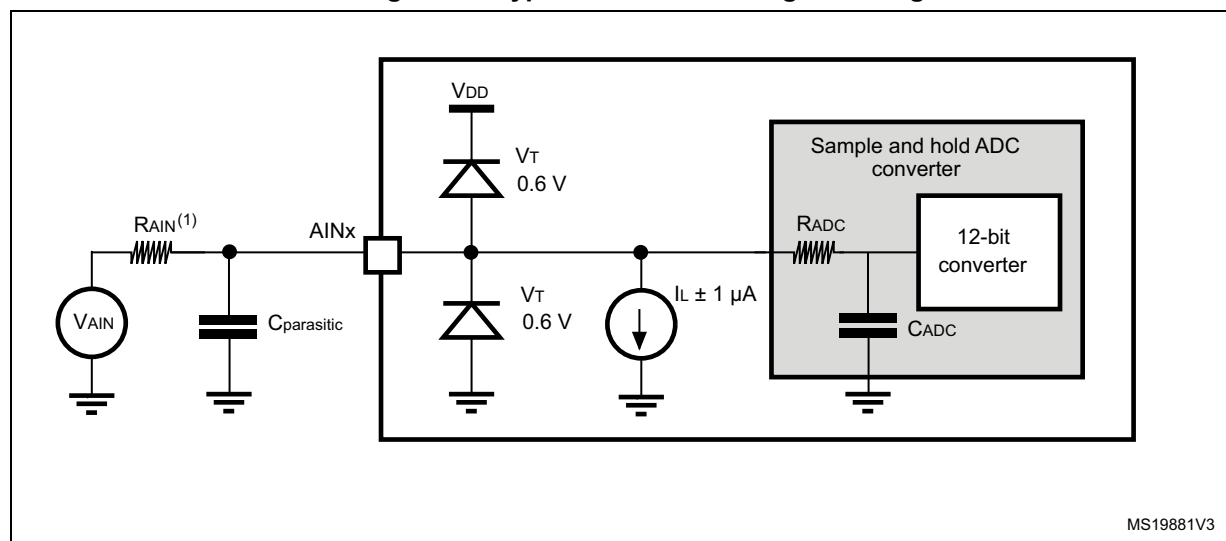 VDD
Sample and hold ADC
converter
VT
0.6 V
RAIN(1)
AINx
RADC
12-bit
converter
VT
0.6 V
IL ± 1 µA
VAIN
Cparasitic
CADC
MS19881V3